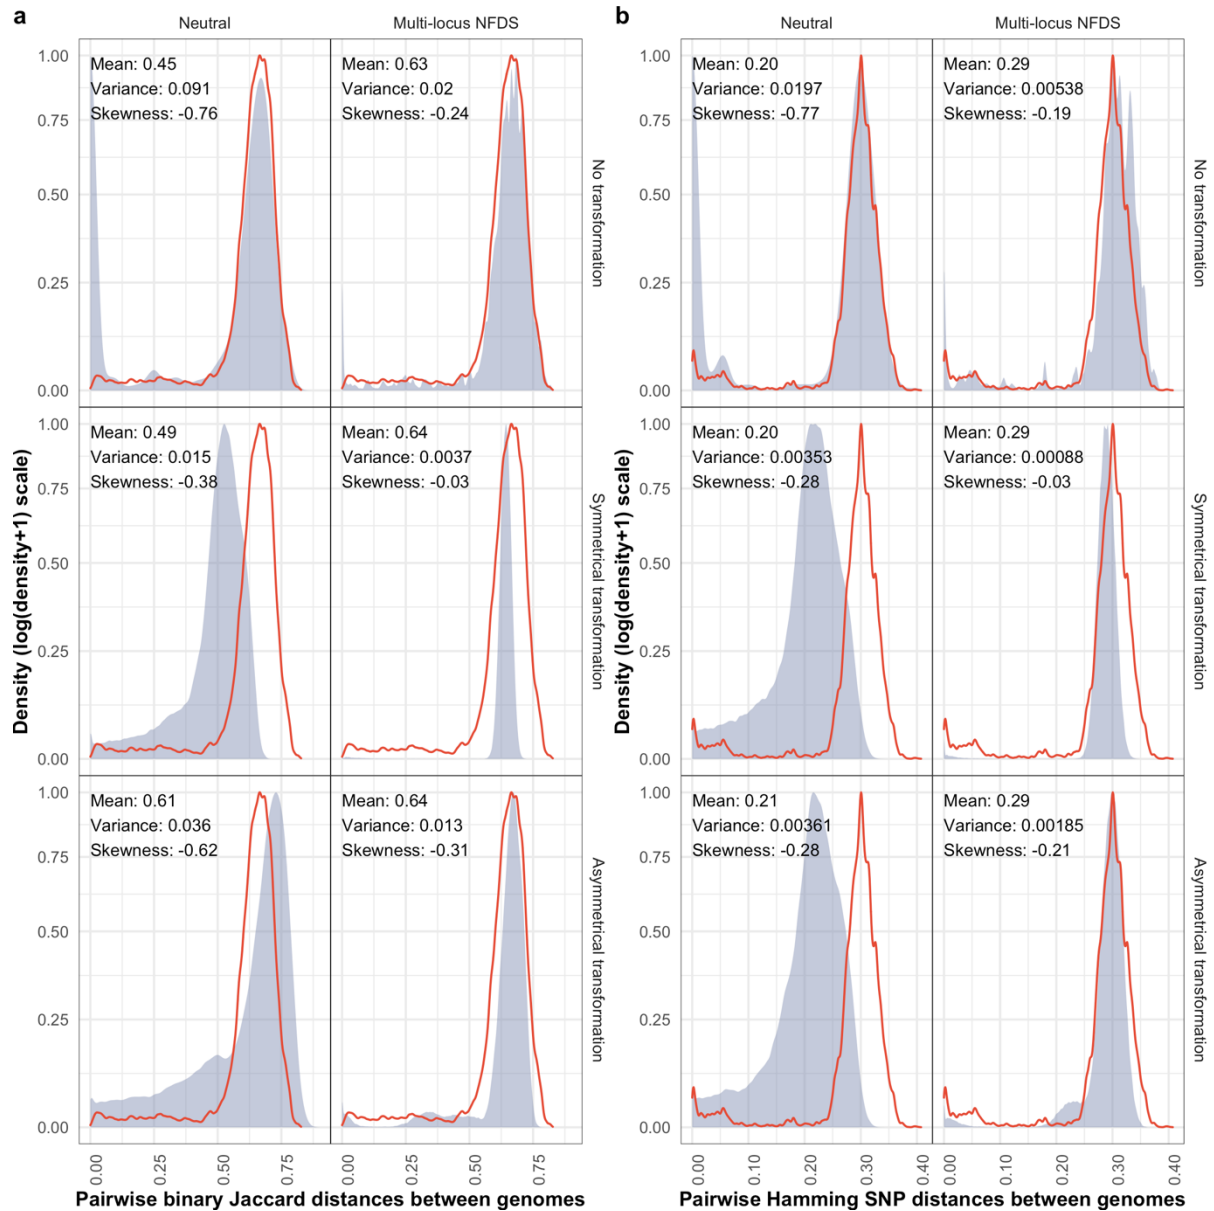 a
Neutral
Multi-locus NFDS
1.00
0.75
0.50
0.25
0.00
Mean: 0.45
Variance: 0.091
Skewness: -0.76
Mean: 0.63
Variance: 0.02
Skewness: -0.24
No transformation
1.00
0.75
0.50
0.25
0.00
Mean: 0.49
Variance: 0.015
Skewness: -0.38
Mean: 0.64
Variance: 0.0037
Skewness: -0.03
Symmetrical transformation
1.00
0.75
0.50
0.25
0.00
Mean: 0.61
Variance: 0.036
Skewness: -0.62
Mean: 0.64
Variance: 0.013
Skewness: -0.31
Asymmetrical transformation
Density (log(density+1) scale)
0.00
0.25
0.50
0.75
0.00
0.25
0.50
0.75
Pairwise binary Jaccard distances between genomes
b
Neutral
Multi-locus NFDS
1.00
0.75
0.50
0.25
0.00
Mean: 0.20
Variance: 0.0197
Skewness: -0.77
Mean: 0.29
Variance: 0.00538
Skewness: -0.19
No transformation
1.00
0.75
0.50
0.25
0.00
Mean: 0.20
Variance: 0.00353
Skewness: -0.28
Mean: 0.29
Variance: 0.00088
Skewness: -0.03
Symmetrical transformation
1.00
0.75
0.50
0.25
0.00
Mean: 0.21
Variance: 0.00361
Skewness: -0.28
Mean: 0.29
Variance: 0.00185
Skewness: -0.21
Asymmetrical transformation
Density (log(density+1) scale)
0.00
0.10
0.20
0.30
0.40
0.00
0.10
0.20
0.30
0.40
Pairwise Hamming SNP distances between genomes